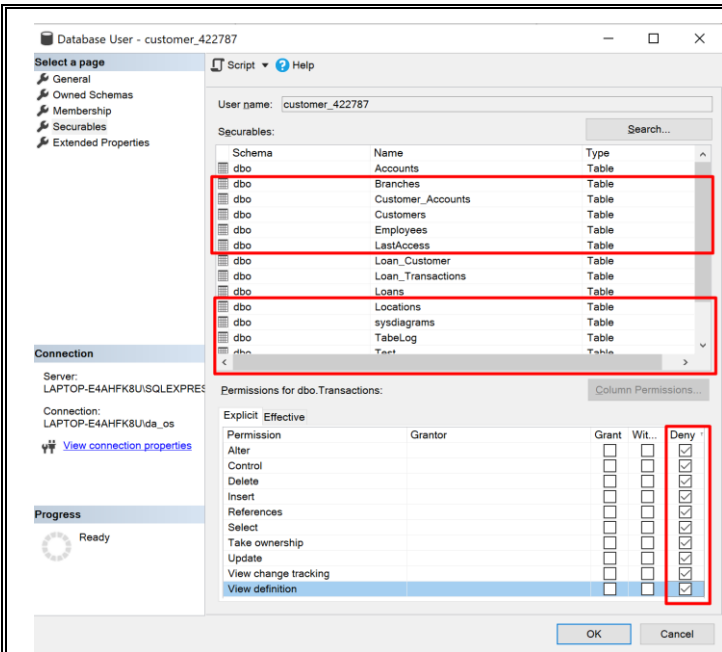 Database User - customer_422787
Select a page
General
Owned Schemas
Membership
Securables
Extended Properties
Script Help
User name: customer_422787
Securables: Search...
Schema Name Type
dbo Accounts Table
dbo Branches Table
dbo Customer_Accounts Table
dbo Customers Table
dbo Employees Table
dbo LastAccess Table
dbo Loan_Customer Table
dbo Loan_Transactions Table
dbo Loans Table
dbo Locations Table
dbo sysdiagrams Table
dbo TabeLog Table
dbo Test Table
Connection
Server:
LAPTOP-E4AHFK8U\SQLEXPRES
Connection:
LAPTOP-E4AHFK8U\da_os
View connection properties
Progress
Ready
Permissions for dbo.Transactions: Column Permissions...
Explicit Effective
Permission Grantor Grant Wit... Deny
Alter
Control
Delete
Insert
References
Select
Take ownership
Update
View change tracking
View definition
OK Cancel